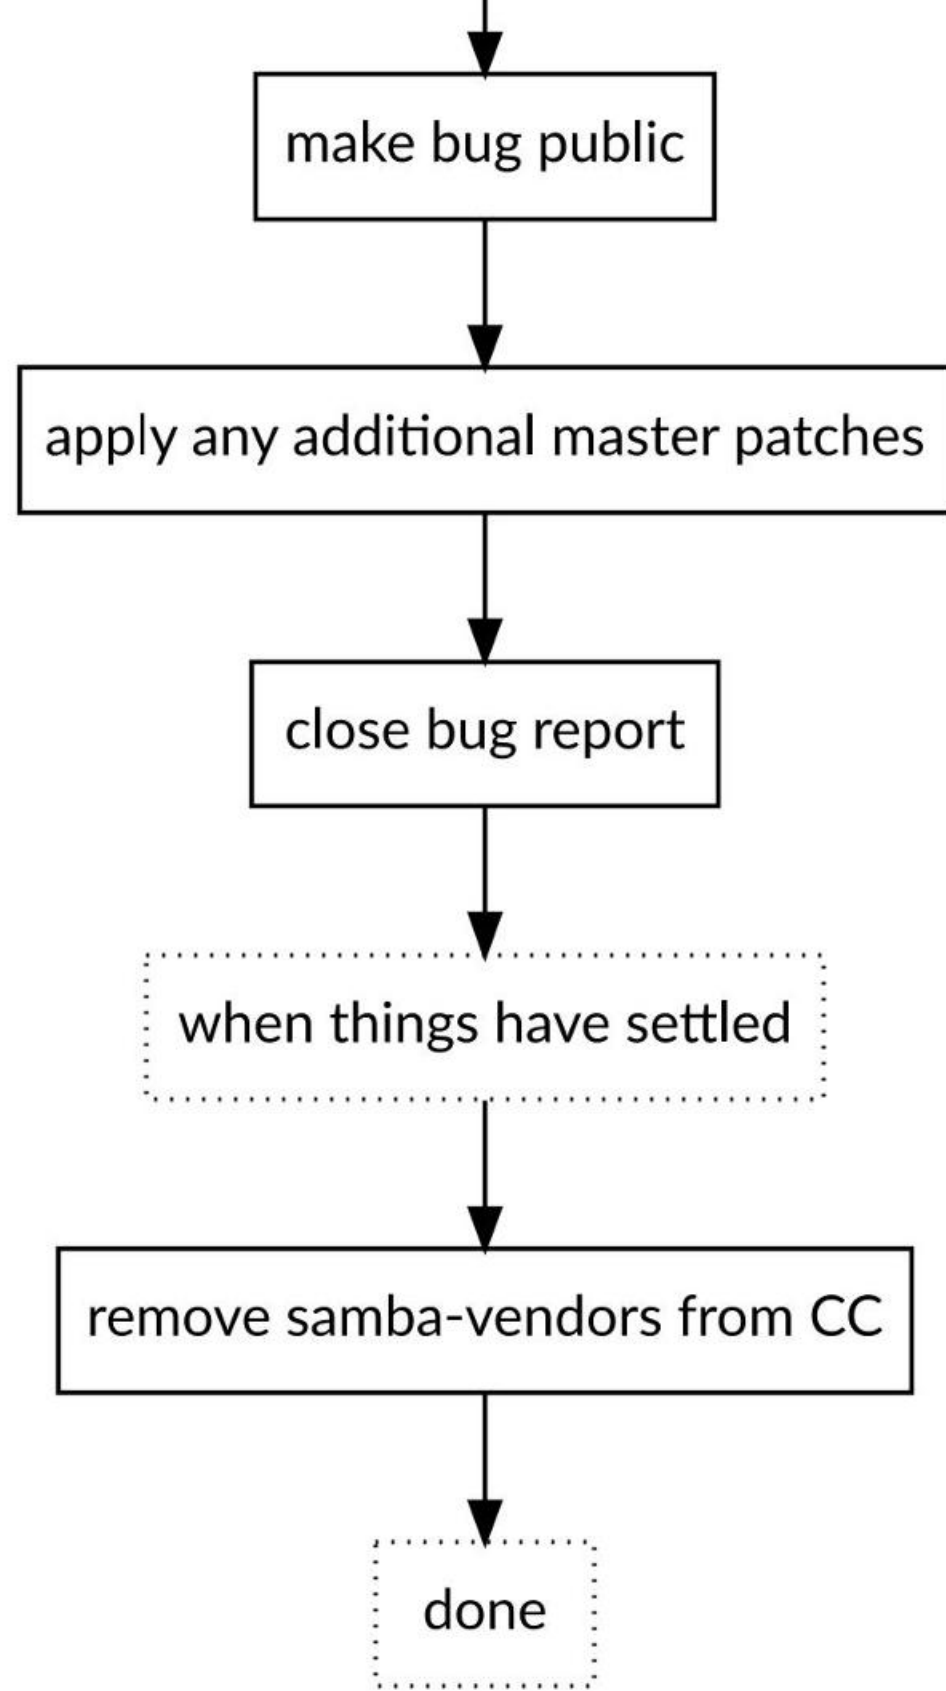 make bug public
apply any additional master patches
close bug report
when things have settled
remove samba-vendors from CC
done